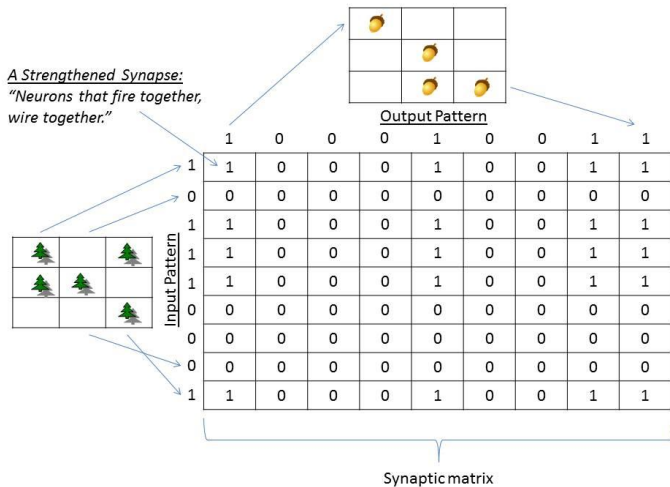 A Strengthened Synapse:
“Neurons that fire together,
wire together.”
Output Pattern
1 0 0 0 1 0 0 1 1
1 1 0 0 0 1 0 0 1 1
0 0 0 0 0 0 0 0 0 0
1 1 0 0 0 1 0 0 1 1
1 1 0 0 0 1 0 0 1 1
1 1 0 0 0 1 0 0 1 1
0 0 0 0 0 0 0 0 0 0
0 0 0 0 0 0 0 0 0 0
0 0 0 0 0 0 0 0 0 0
1 1 0 0 0 1 0 0 1 1
Input Pattern
Synaptic matrix